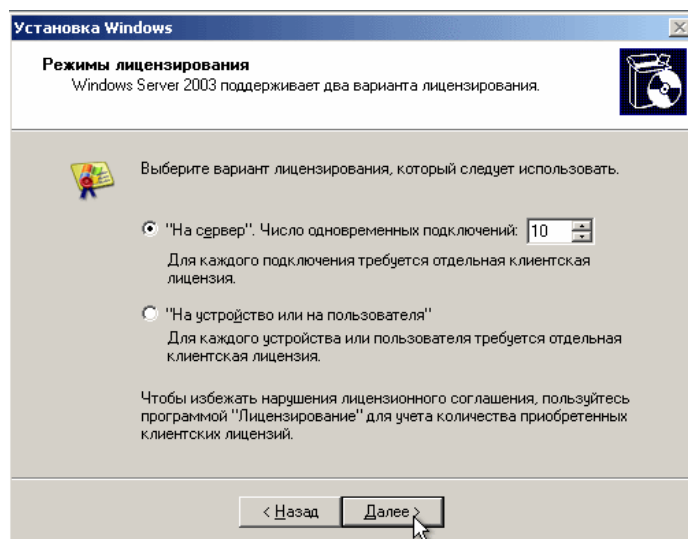 Установка Windows
Режимы лицензирования
Windows Server 2003 поддерживает два варианта лицензирования.
Выберите вариант лицензирования, который следует использовать.
"На сервер". Число одновременных подключений: 10
Для каждого подключения требуется отдельная клиентская
лицензия.
"На устройство или на пользователя"
Для каждого устройства или пользователя требуется отдельная
клиентская лицензия.
Чтобы избежать нарушения лицензионного соглашения, пользуйтесь
программой "Лицензирование" для учета количества приобретенных
клиентских лицензий.
< Назад Далее >